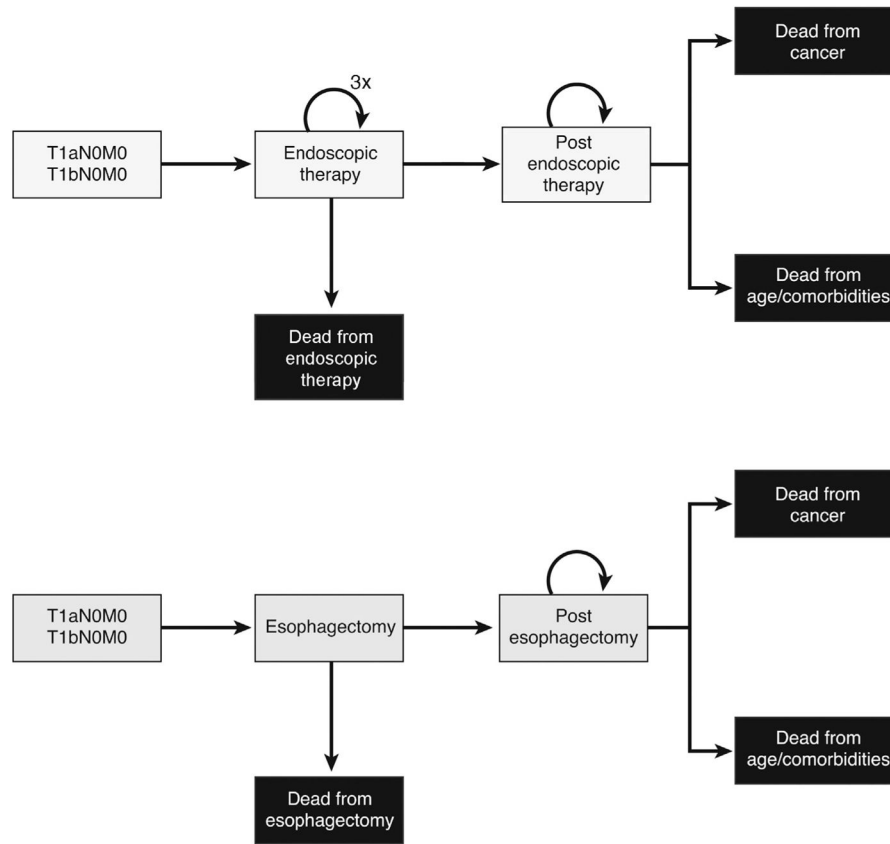 Dead from
cancer
3x
T1aN0M0
T1bN0M0
Endoscopic
therapy
Post
endoscopic
therapy
Dead from
age/comorbidities
Dead from
endoscopic
therapy
Dead from
cancer
T1aN0M0
T1bN0M0
Esophagectomy
Post
esophagectomy
Dead from
age/comorbidities
Dead from
esophagectomy